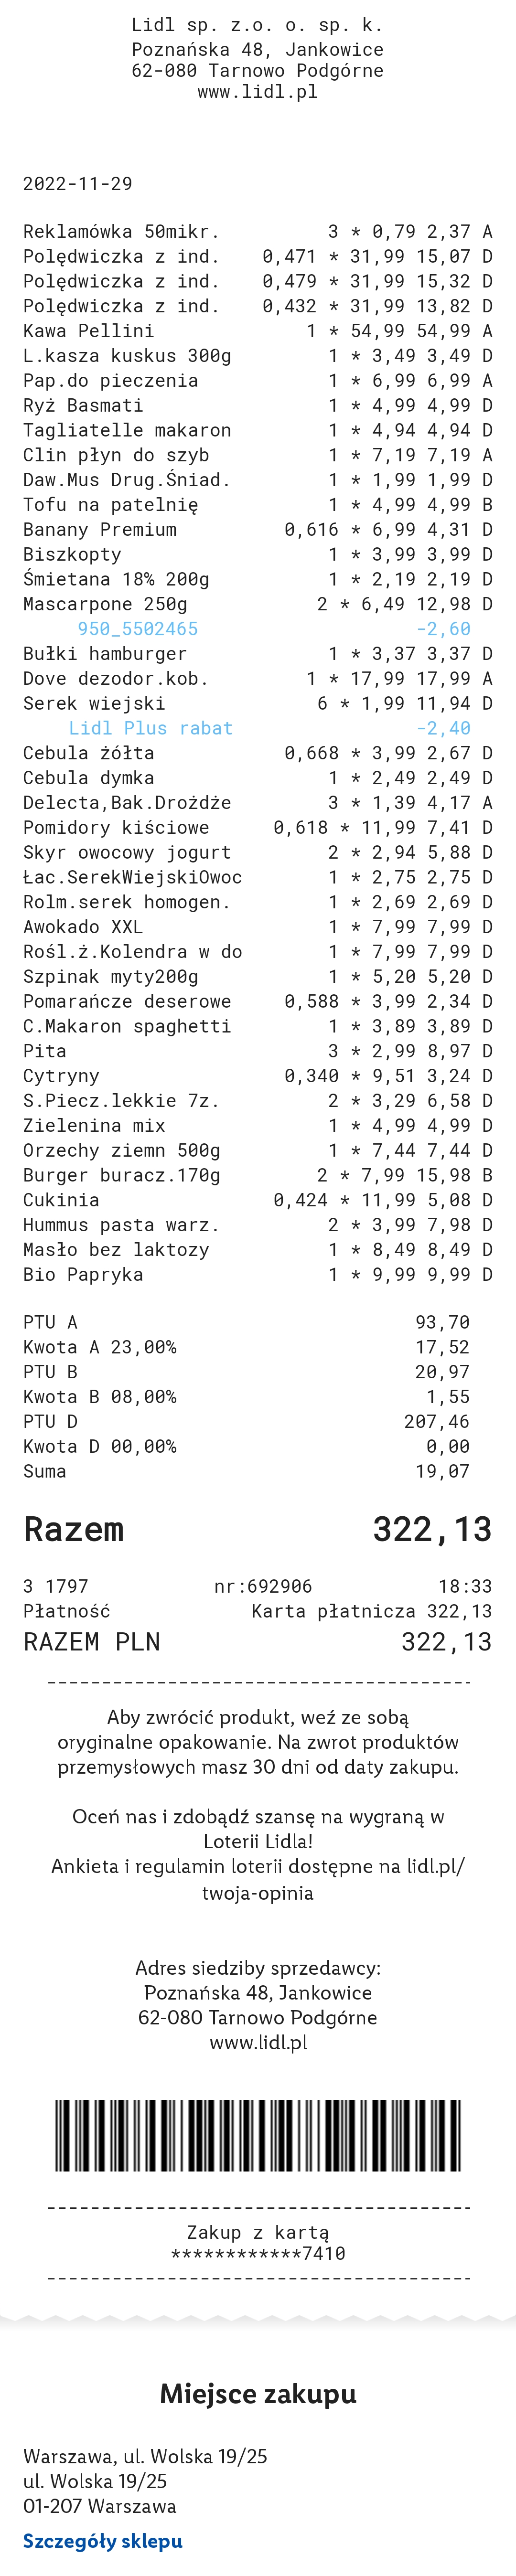 Lidl sp. z.o. o. sp. k.
Poznańska 48, Jankowice
62-080 Tarnowo Podgórne
www.lidl.pl
2022-11-29
Reklamówka 50mikr. 3 * 0,79 2,37 A
Polędwiczka z ind. 0,471 * 31,99 15,07 D
Polędwiczka z ind. 0,479 * 31,99 15,32 D
Polędwiczka z ind. 0,432 * 31,99 13,82 D
Kawa Pellini 1 * 54,99 54,99 A
L.kasza kuskus 300g 1 * 3,49 3,49 D
Pap.do pieczenia 1 * 6,99 6,99 A
Ryż Basmati 1 * 4,99 4,99 D
Tagliatelle makaron 1 * 4,94 4,94 D
Clin płyn do szyb 1 * 7,19 7,19 A
Daw.Mus Drug.Śniad. 1 * 1,99 1,99 D
Tofu na patelnię 1 * 4,99 4,99 B
Banany Premium 0,616 * 6,99 4,31 D
Biszkopty 1 * 3,99 3,99 D
Śmietana 18% 200g 1 * 2,19 2,19 D
Mascarpone 250g 2 * 6,49 12,98 D
950_5502465 -2,60
Bułki hamburger 1 * 3,37 3,37 D
Dove dezodor.kob. 1 * 17,99 17,99 A
Serek wiejski 6 * 1,99 11,94 D
Lidl Plus rabat -2,40
Cebula żółta 0,668 * 3,99 2,67 D
Cebula dymka 1 * 2,49 2,49 D
Delecta,Bak.Drożdże 3 * 1,39 4,17 A
Pomidory kiściowe 0,618 * 11,99 7,41 D
Skyr owocowy jogurt 2 * 2,94 5,88 D
Łac.SerekWiejskiOwoc 1 * 2,75 2,75 D
Rolm.serek homogen. 1 * 2,69 2,69 D
Awokado XXL 1 * 7,99 7,99 D
Rośl.ż.Kolendra w do 1 * 7,99 7,99 D
Szpinak myty200g 1 * 5,20 5,20 D
Pomarańcze deserowe 0,588 * 3,99 2,34 D
C.Makaron spaghetti 1 * 3,89 3,89 D
Pita 3 * 2,99 8,97 D
Cytryny 0,340 * 9,51 3,24 D
S.Piecz.lekkie 7z. 2 * 3,29 6,58 D
Zielenina mix 1 * 4,99 4,99 D
Orzechy ziemn 500g 1 * 7,44 7,44 D
Burger buracz.170g 2 * 7,99 15,98 B
Cukinia 0,424 * 11,99 5,08 D
Hummus pasta warz. 2 * 3,99 7,98 D
Masło bez laktozy 1 * 8,49 8,49 D
Bio Papryka 1 * 9,99 9,99 D
PTU A 93,70
Kwota A 23,00% 17,52
PTU B 20,97
Kwota B 08,00% 1,55
PTU D 207,46
Kwota D 00,00% 0,00
Suma 19,07
Razem 322,13
3 1797 nr:692906 18:33
Płatność Karta płatnicza 322,13
RAZEM PLN 322,13
Aby zwrócić produkt, weź ze sobą
oryginalne opakowanie. Na zwrot produktów
przemysłowych masz 30 dni od daty zakupu.
Oceń nas i zdobądź szansę na wygraną w
Loterii Lidla!
Ankieta i regulamin loterii dostępne na lidl.pl/
twoja-opinia
Adres siedziby sprzedawcy:
Poznańska 48, Jankowice
62-080 Tarnowo Podgórne
www.lidl.pl
Zakup z kartą
************7410
Miejsce zakupu
Warszawa, ul. Wolska 19/25
ul. Wolska 19/25
01-207 Warszawa
Szczegóły sklepu